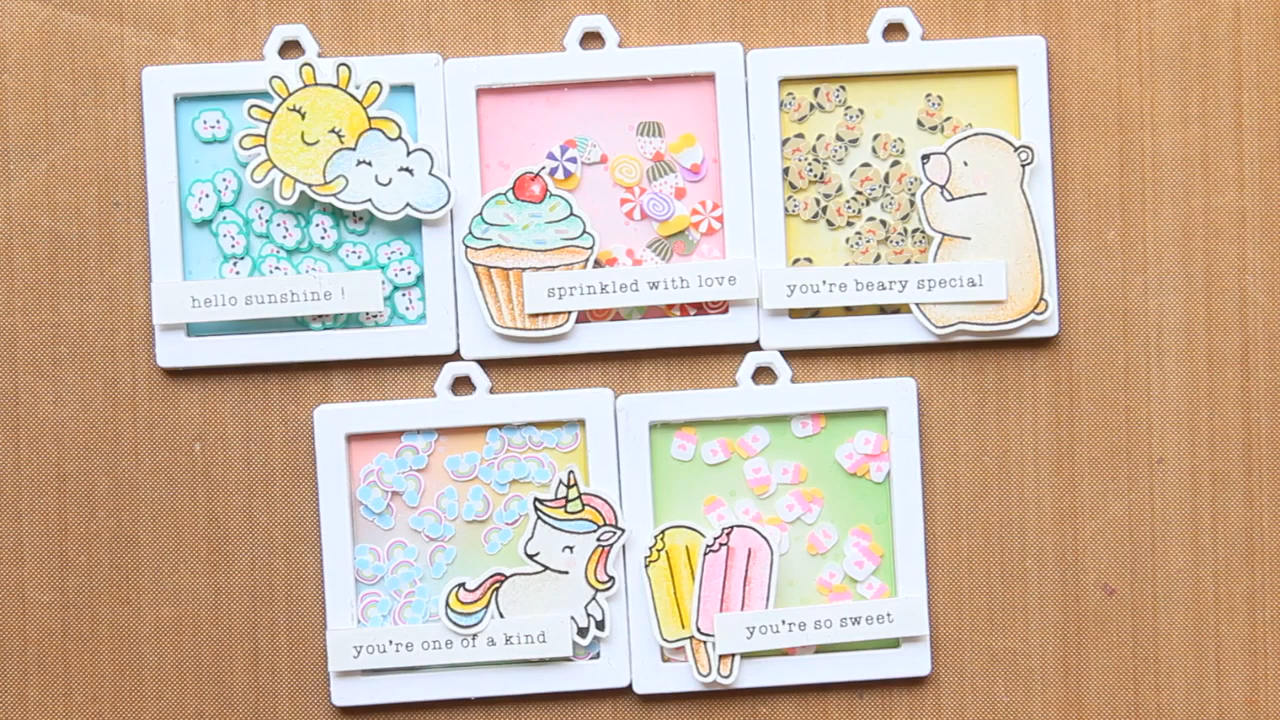 hello sunshine !
sprinkled with love
you're beary special
you're one of a kind
you're so sweet